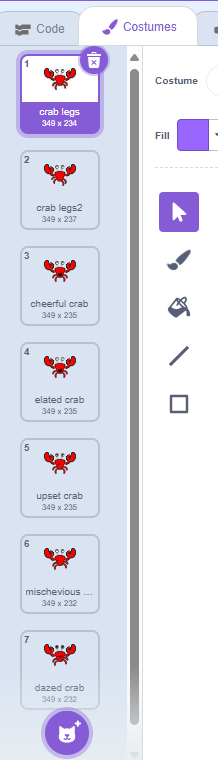 Code
Costumes
1
crab legs
349 x 234
2
crab legs2
349 x 237
3
cheerful crab
349 x 235
4
elated crab
349 x 235
5
upset crab
349 x 235
6
mischevious ...
349 x 232
7
dazed crab
349 x 232
Costume
Fill